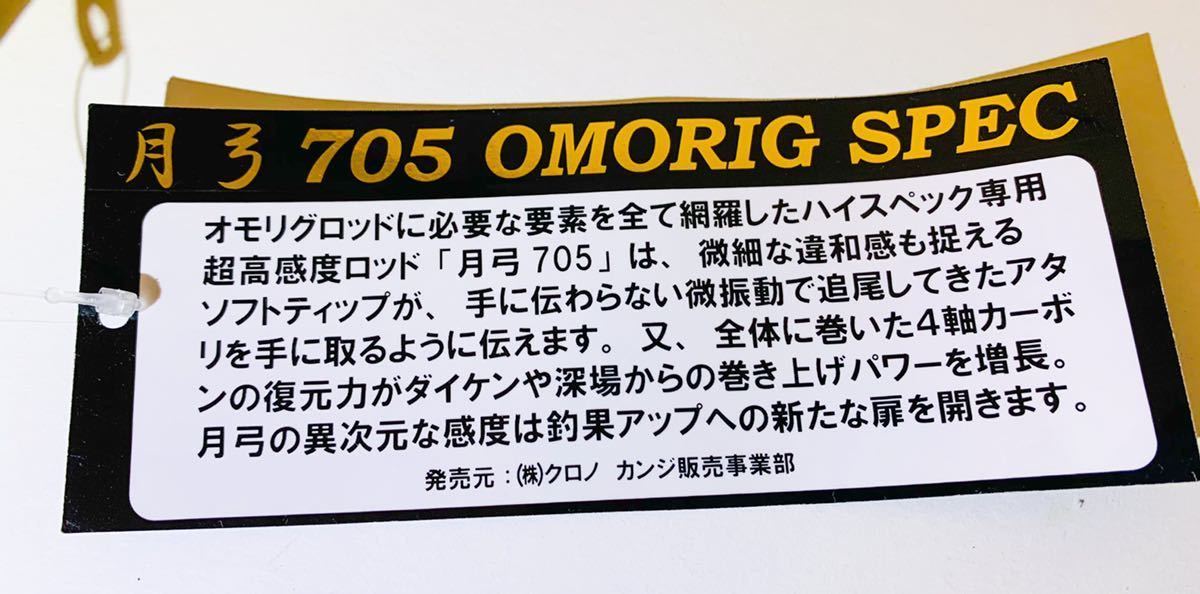 月弓 705 OMORIG SPEC
オモリグロッドに必要な要素を全て網羅したハイスペック専用
超高感度ロッド「月弓705」は、微細な違和感も捉える
ソフトティップが、手に伝わらない微振動で追尾してきたアタ
リを手に取るように伝えます。又、全体に巻いた4軸カーボ
ンの復元力がダイケンや深場からの巻き上げパワーを増長。
月弓の異次元な感度は釣果アップへの新たな扉を開きます。
発売元:㈱クロノ カンジ販売事業部